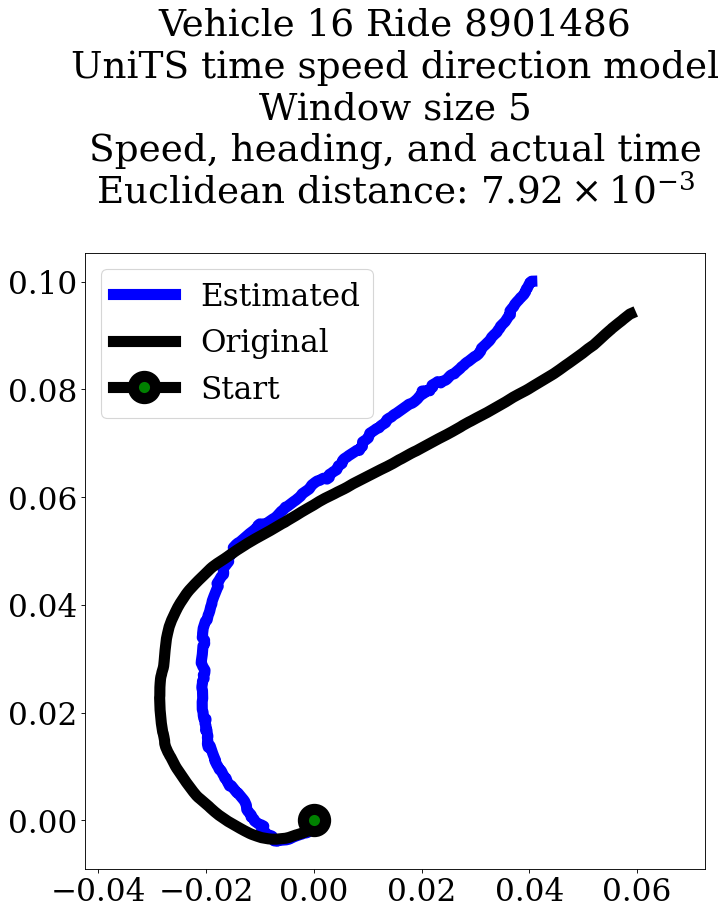 Vehicle 16 Ride 8901486
UniTS time speed direction model
Window size 5
Speed, heading, and actual time
Euclidean distance: 7.92 × 10⁻³
Estimated
Original
Start
0.10
0.08
0.06
0.04
0.02
0.00
−0.04 −0.02 0.00 0.02 0.04 0.06